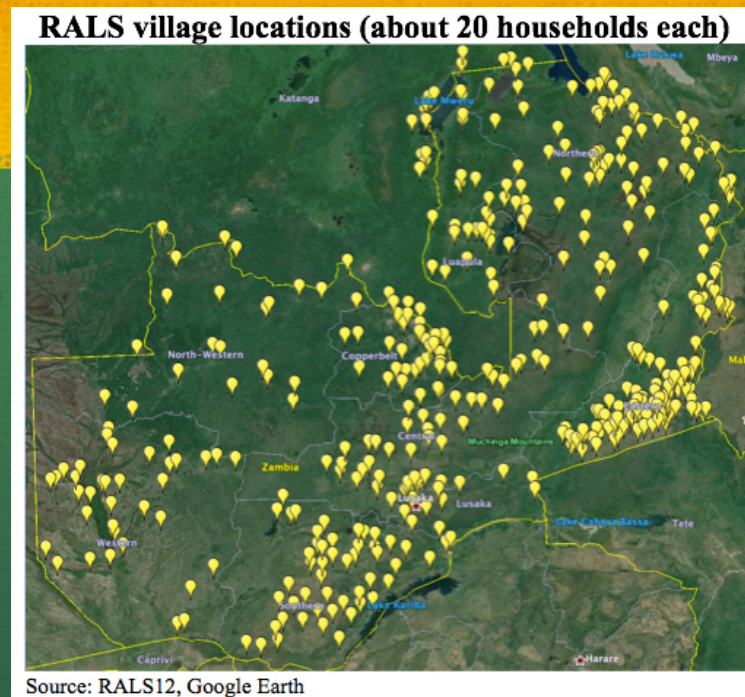 RALS village locations (about 20 households each)
Lake Rukwa
Mbeya
Katanga
Lake Mweru
Northern
Luapula
North-Western
Copperbelt
Mal
Eastern
Central
Muchinga Mountains
Zambia
Lusaka
Lusaka
Lake Cahora Bassa
Tete
Western
Southern
Lake Kariba
Caprivi
Harare
Source: RALS12, Google Earth